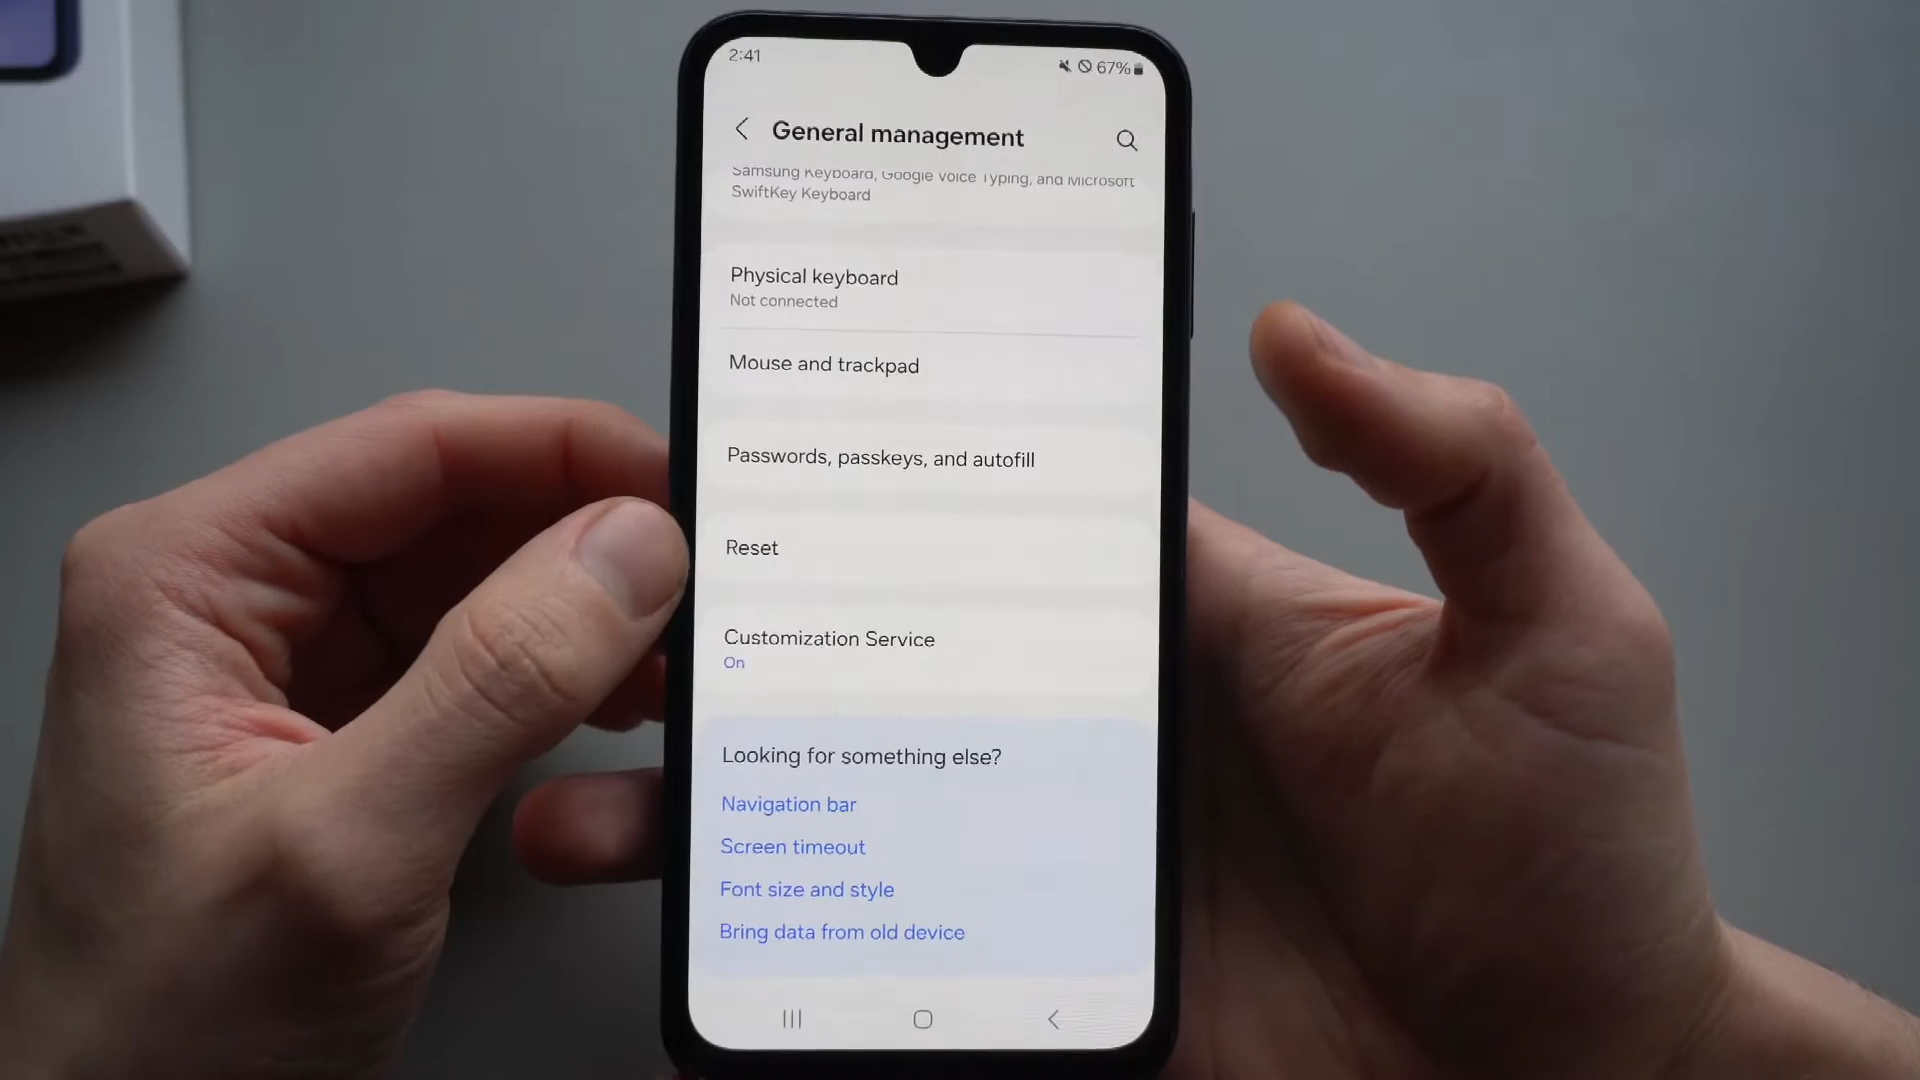 2:41
67%
General management
Samsung Keyboard, Google Voice Typing, and Microsoft
SwiftKey Keyboard
Physical keyboard
Not connected
Mouse and trackpad
Passwords, passkeys, and autofill
Reset
Customization Service
On
Looking for something else?
Navigation bar
Screen timeout
Font size and style
Bring data from old device